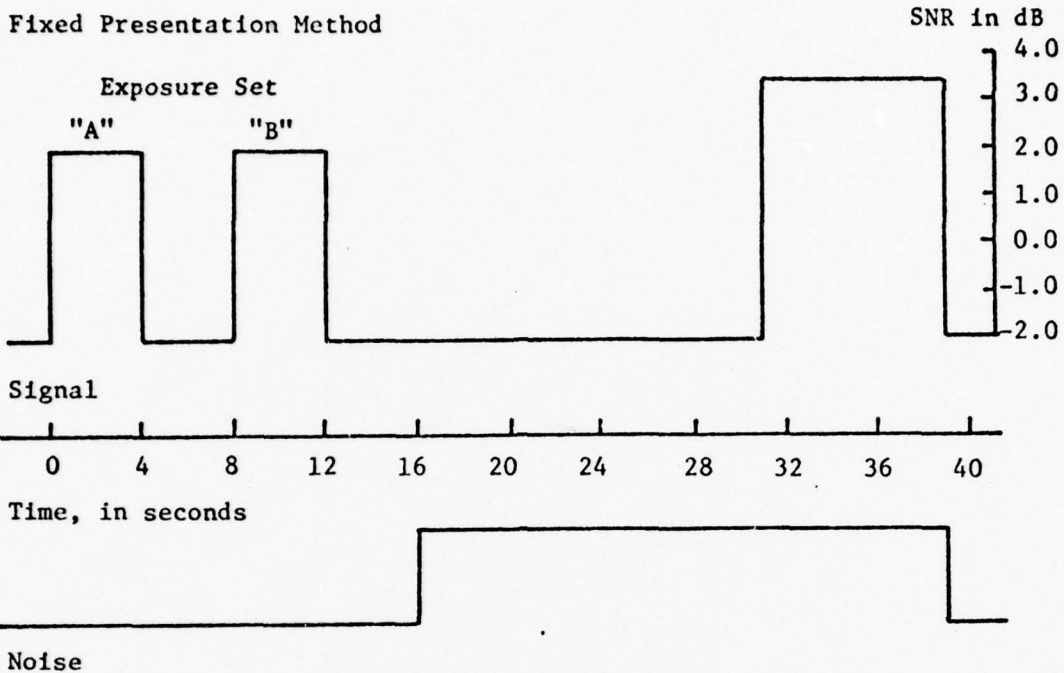 Fixed Presentation Method
SNR in dB
4.0
Exposure Set
3.0
"A" "B"
2.0
1.0
0.0
-1.0
-2.0
Signal
0 4 8 12 16 20 24 28 32 36 40
Time, in seconds
Noise